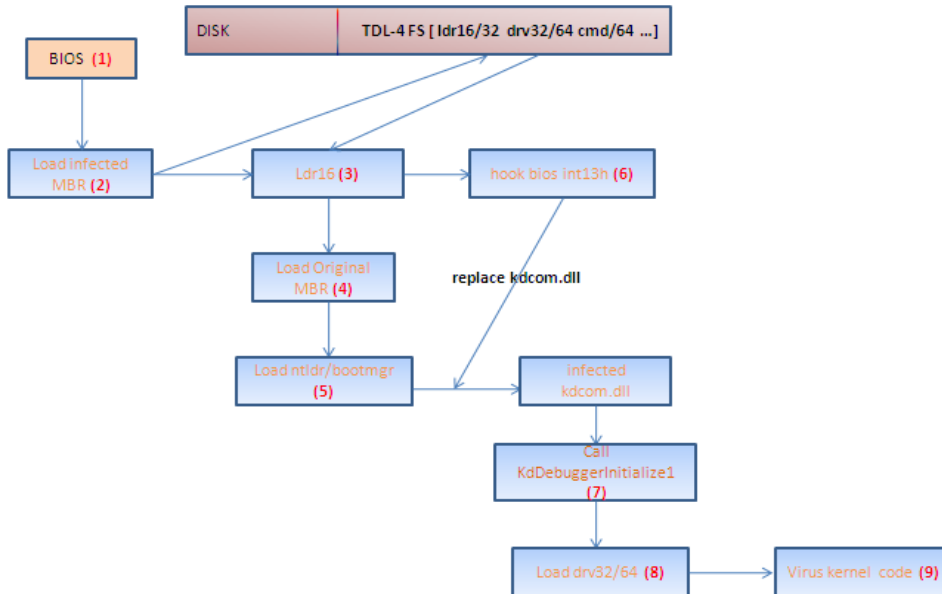 DISK
TDL-4 FS [ ldr16/32 drv32/64 cmd/64 ...]
BIOS (1)
Load infected
MBR (2)
Ldr16 (3)
hook bios int13h (6)
Load Original
MBR (4)
replace kdcom.dll
Load ntldr/bootmgr
(5)
infected
kdcom.dll
Call
KdDebuggerInitialize1
(7)
Load drv32/64 (8)
Virus kernel code (9)